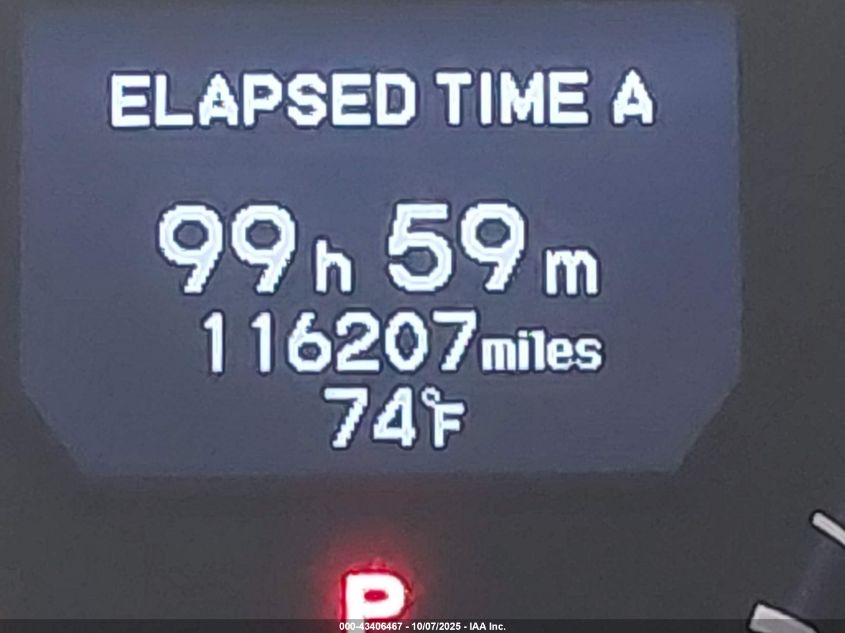 ELAPSED TIME A
99h 59m
116207miles
74°F
P
000-43406467 - 10/07/2025 - IAA Inc.